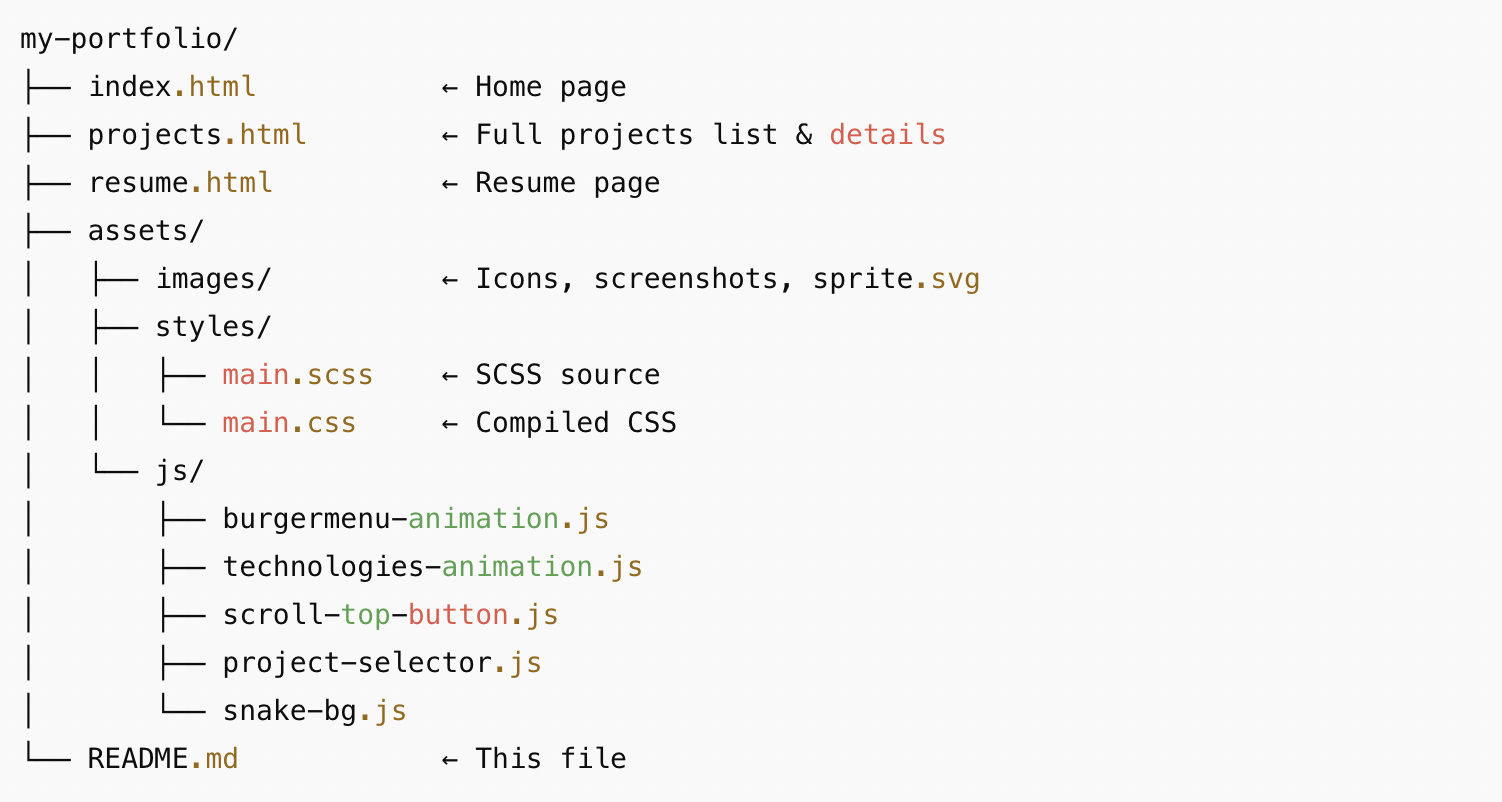 my-portfolio/
├── index.html           ← Home page
├── projects.html        ← Full projects list & details
├── resume.html          ← Resume page
├── assets/
│   ├── images/          ← Icons, screenshots, sprite.svg
│   ├── styles/
│   │   ├── main.scss    ← SCSS source
│   │   └── main.css     ← Compiled CSS
│   └── js/
│       ├── burgermenu-animation.js
│       ├── technologies-animation.js
│       ├── scroll-top-button.js
│       ├── project-selector.js
│       └── snake-bg.js
└── README.md            ← This file